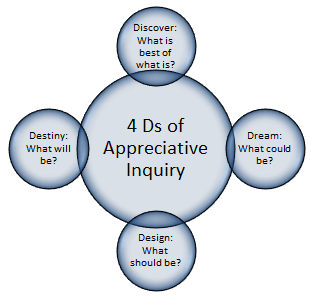 Discover:
What is
best of
what is?
4 Ds of
Appreciative
Inquiry
Destiny:
What will
be?
Dream:
What could
be?
Design:
What
should be?